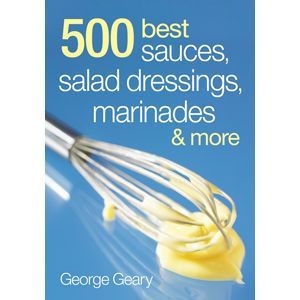 500 best
sauces,
salad dressings,
marinades
& more
George Geary